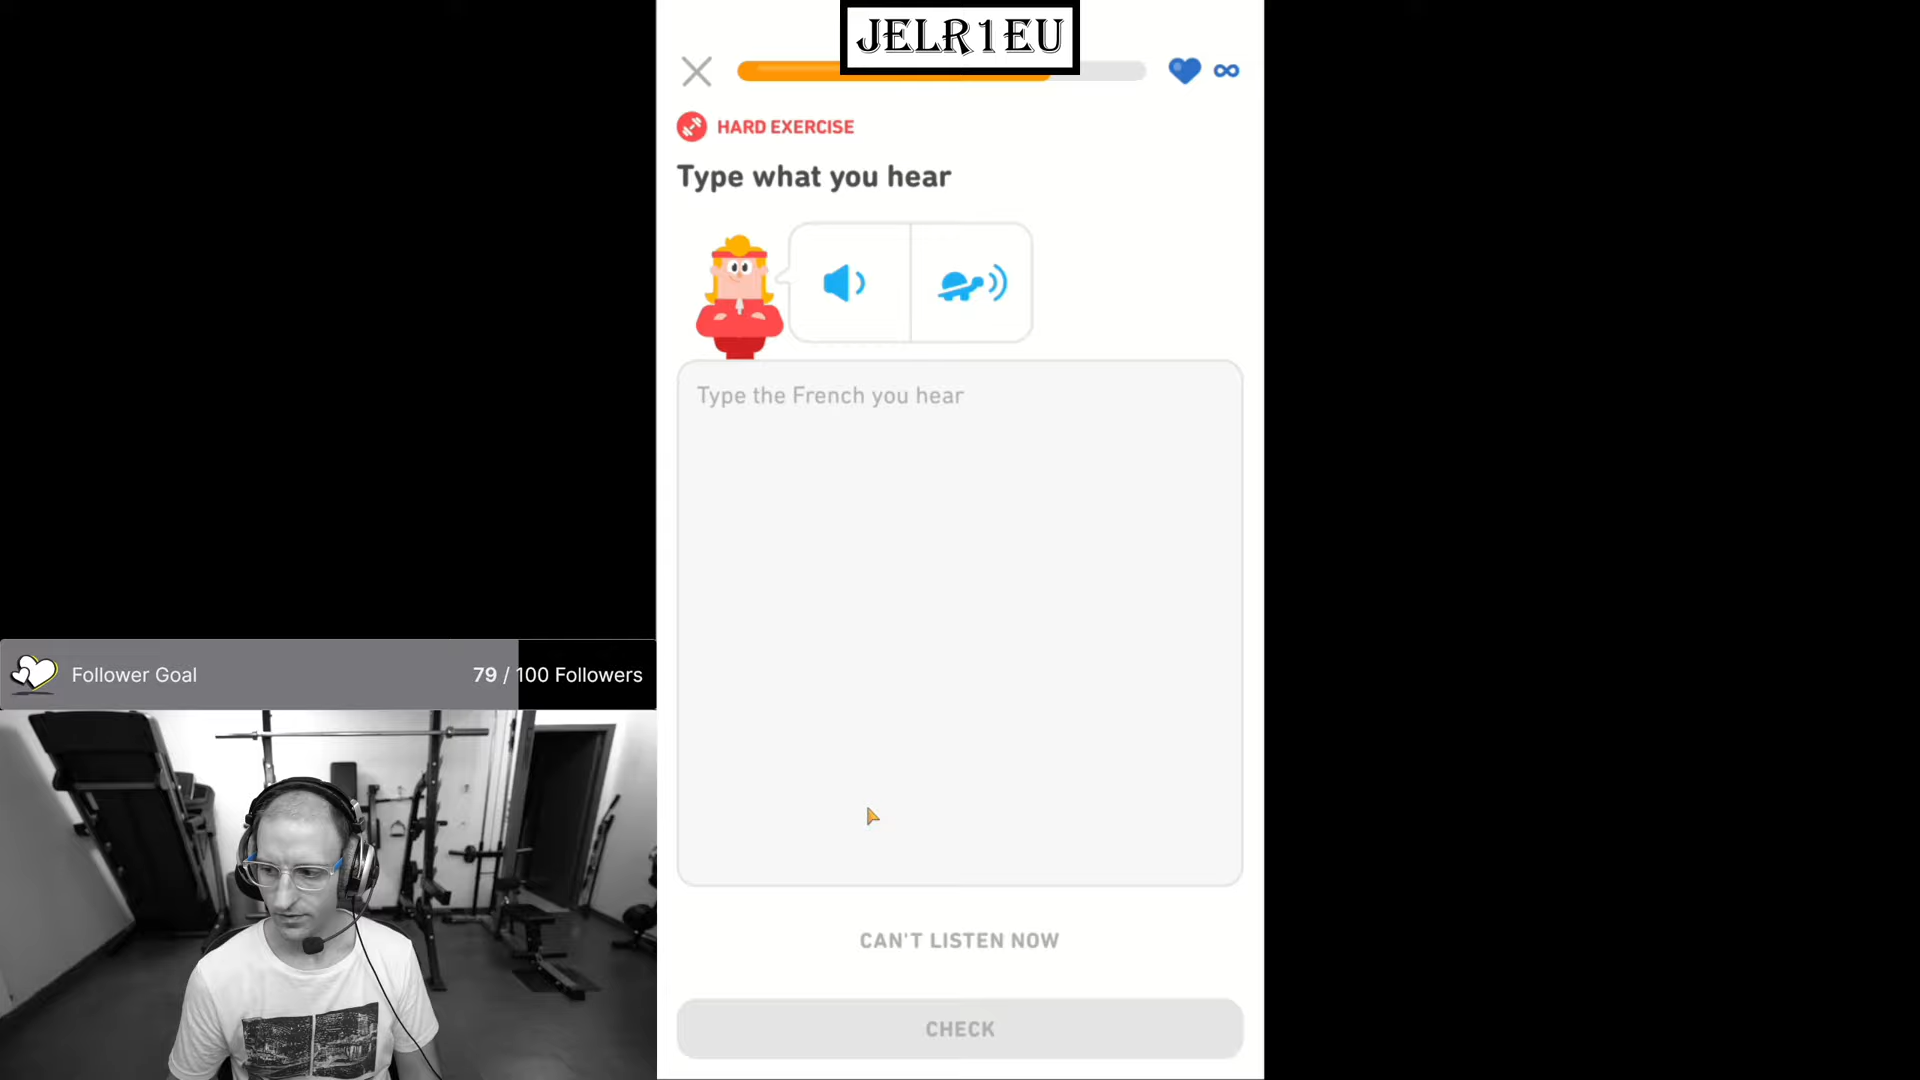 JELR1EU
HARD EXERCISE
Type what you hear
Type the French you hear
Follower Goal
79 / 100 Followers
CAN'T LISTEN NOW
CHECK